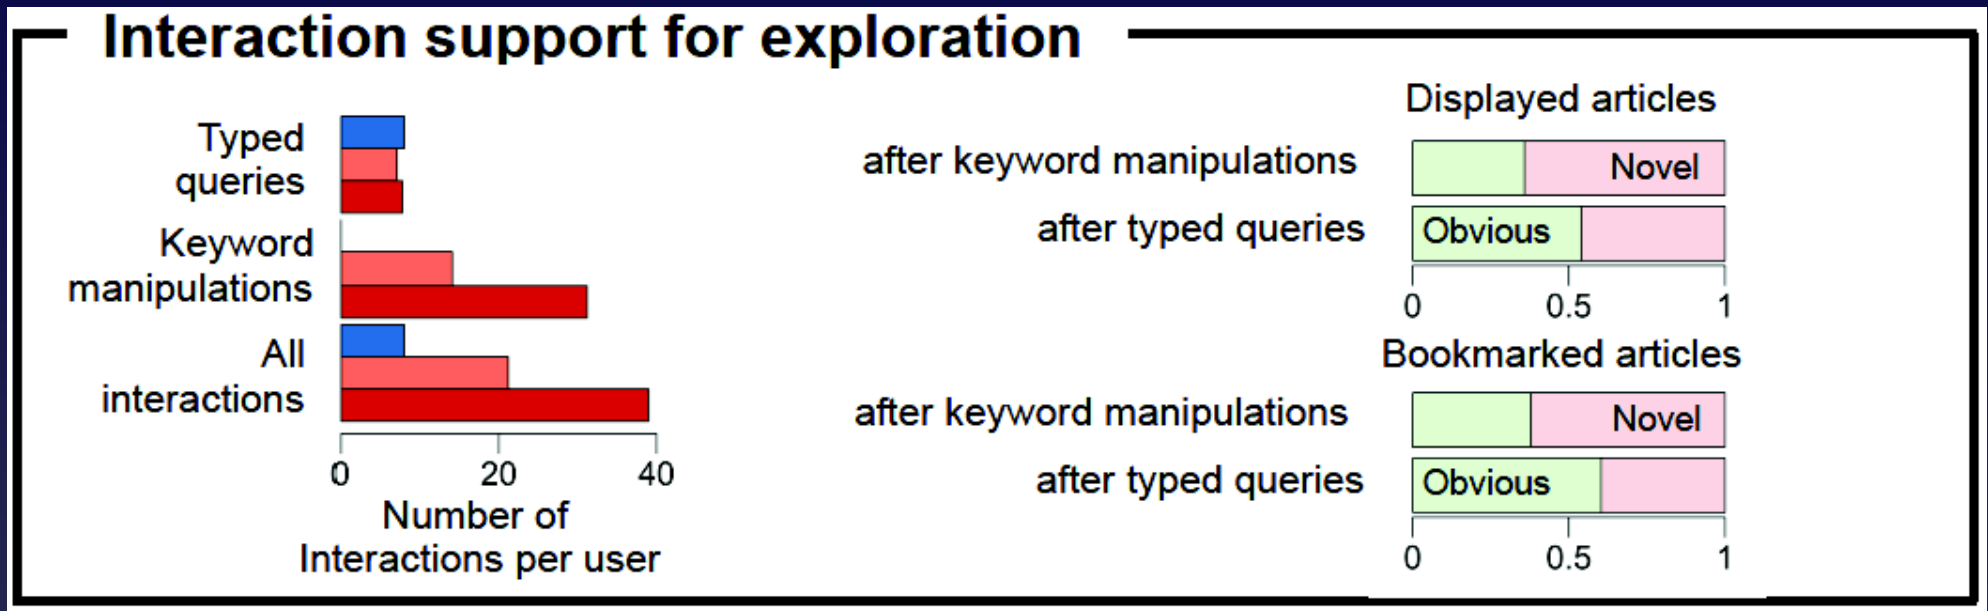 Interaction support for exploration
Typed
queries
Keyword
manipulations
All
interactions
0 20 40
Number of
Interactions per user
Displayed articles
after keyword manipulations
Novel
after typed queries
Obvious
0 0.5 1
Bookmarked articles
after keyword manipulations
Novel
after typed queries
Obvious
0 0.5 1